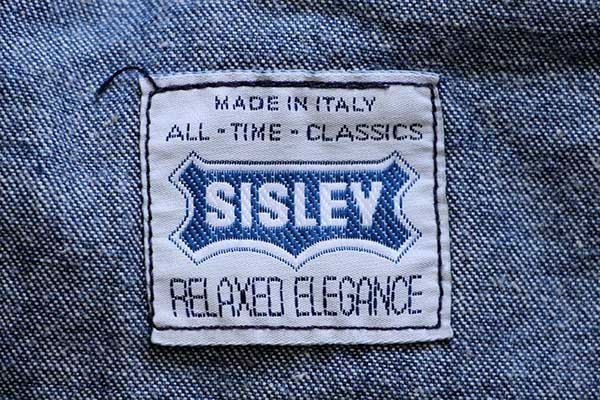 MADE IN ITALY
ALL - TIME - CLASSICS
SISLEY
RELAXED ELEGANCE